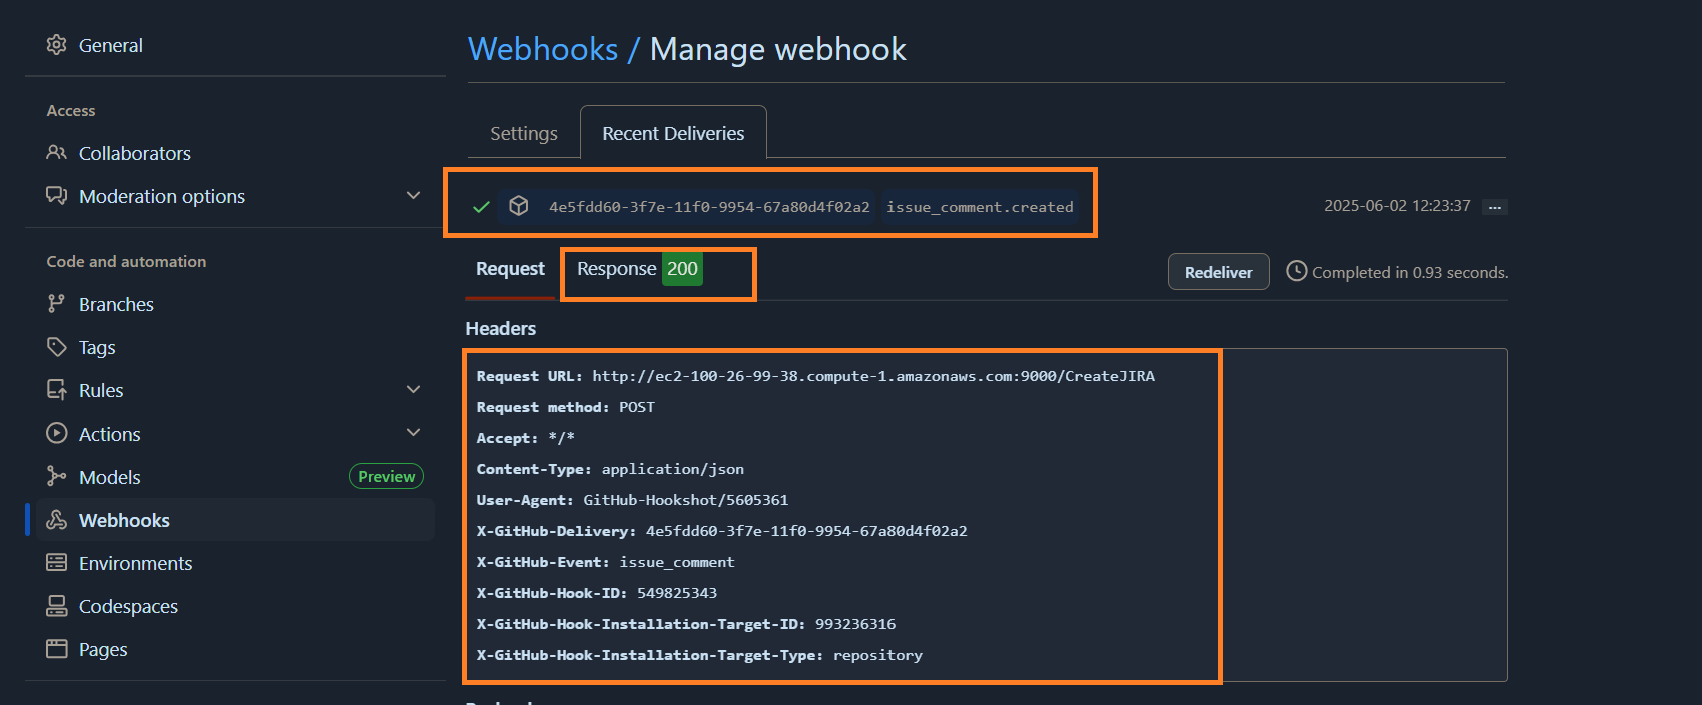 General
Access
Collaborators
Moderation options
Code and automation
Branches
Tags
Rules
Actions
Models Preview
Webhooks
Environments
Codespaces
Pages
Webhooks / Manage webhook
Settings Recent Deliveries
4e5fdd60-3f7e-11f0-9954-67a80d4f02a2 issue_comment.created 2025-06-02 12:23:37 ...
Request Response 200 Redeliver Completed in 0.93 seconds.
Headers
Request URL: http://ec2-100-26-99-38.compute-1.amazonaws.com:9000/CreateJIRA
Request method: POST
Accept: */*
Content-Type: application/json
User-Agent: GitHub-Hookshot/5605361
X-GitHub-Delivery: 4e5fdd60-3f7e-11f0-9954-67a80d4f02a2
X-GitHub-Event: issue_comment
X-GitHub-Hook-ID: 549825343
X-GitHub-Hook-Installation-Target-ID: 993236316
X-GitHub-Hook-Installation-Target-Type: repository